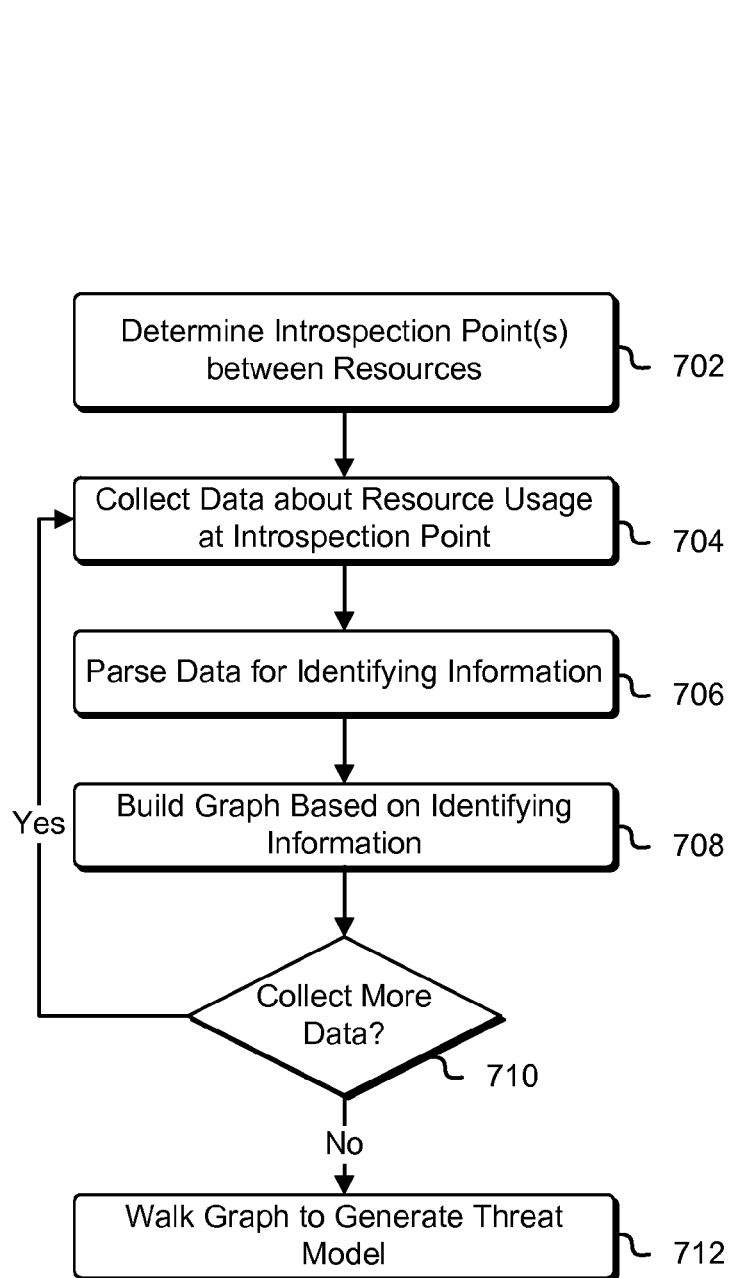 Determine Introspection Point(s)
between Resources
702
Collect Data about Resource Usage
at Introspection Point
704
Parse Data for Identifying Information
706
Build Graph Based on Identifying
Information
708
Yes
Collect More
Data?
710
No
Walk Graph to Generate Threat
Model
712